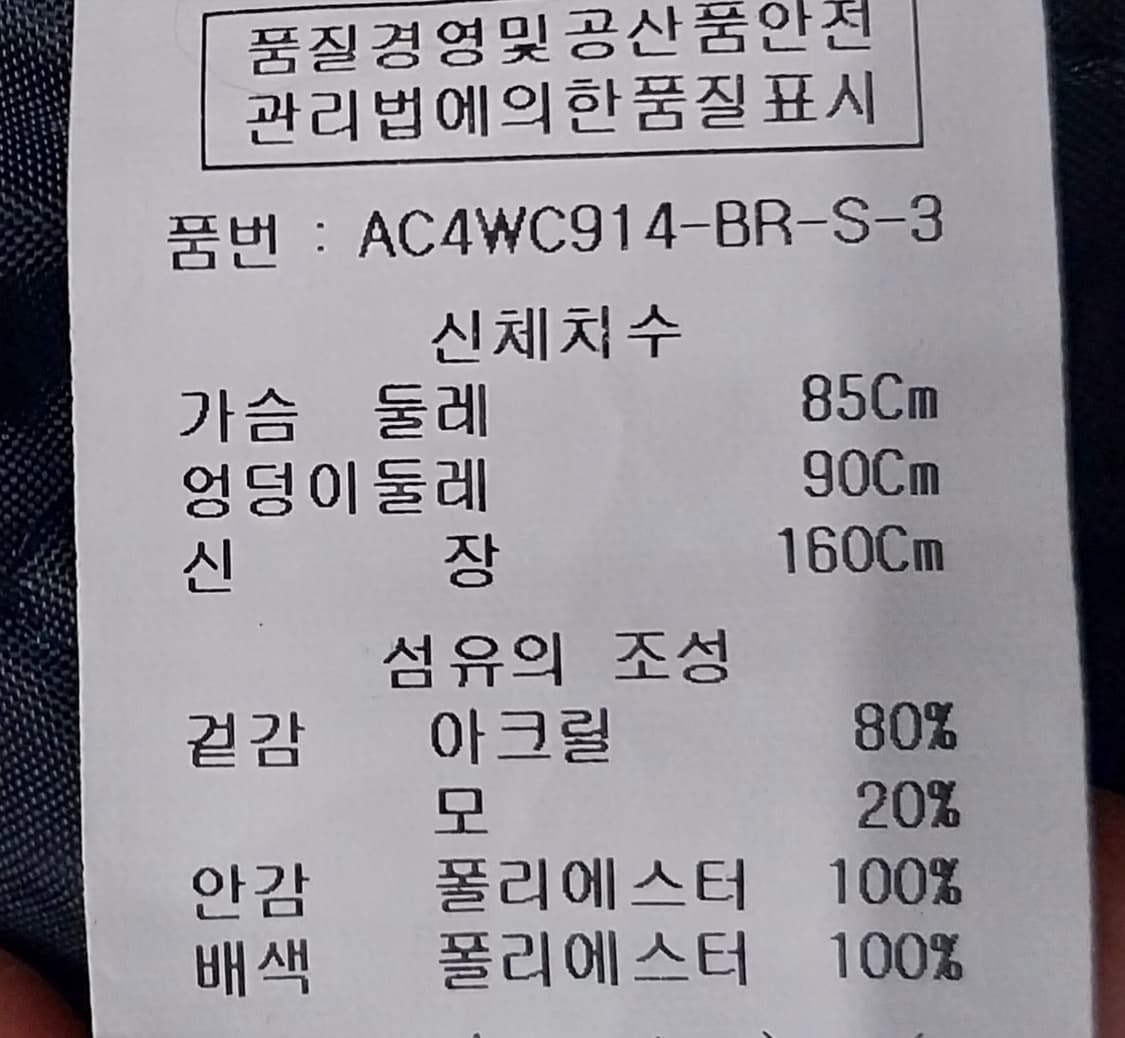 품질경영및공산품안전
관리법에의한품질표시
품번 : AC4WC914-BR-S-3
신체치수
가슴 둘레 85Cm
엉덩이둘레 90Cm
신 장 160Cm
섬유의 조성
겉감 아크릴 80%
모 20%
안감 폴리에스터 100%
배색 폴리에스터 100%